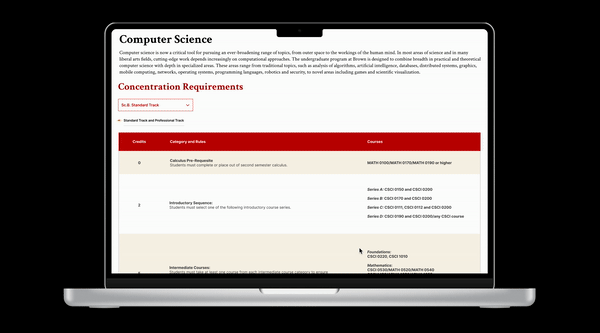 Computer Science
Computer science is now a critical tool for pursuing an ever-broadening range of topics, from outer space to the workings of the human mind. In most areas of science and in many
liberal arts fields, cutting-edge work depends increasingly on computational approaches. The undergraduate program at Brown is designed to combine breadth in practical and theoretical
computer science with depth in specialized areas. These areas range from traditional topics, such as analysis of algorithms, artificial intelligence, databases, distributed systems, graphics,
mobile computing, networks, operating systems, programming languages, robotics and security, to novel areas including games and scientific visualization.
Concentration Requirements
Sc.B. Standard Track
Standard Track and Professional Track
Credits Category and Rules Courses
0 Calculus Pre-Requisite
Students must complete or place out of second semester calculus.
MATH 0100/MATH 0170/MATH 0190 or higher
2 Introductory Sequence:
Students must select one of the following introductory course series.
Series A: CSCI 0150 and CSCI 0200
Series B: CSCI 0170 and CSCI 0200
Series C: CSCI 0111, CSCI 0112 and CSCI 0200
Series D: CSCI 0190 and CSCI 0200/any CSCI course
Intermediate Courses:
Students must take at least one course from each intermediate course category to ensure
Foundations:
CSCI 0220, CSCI 1010
Mathematics:
CSCI 0530/MATH 0520/MATH 0540